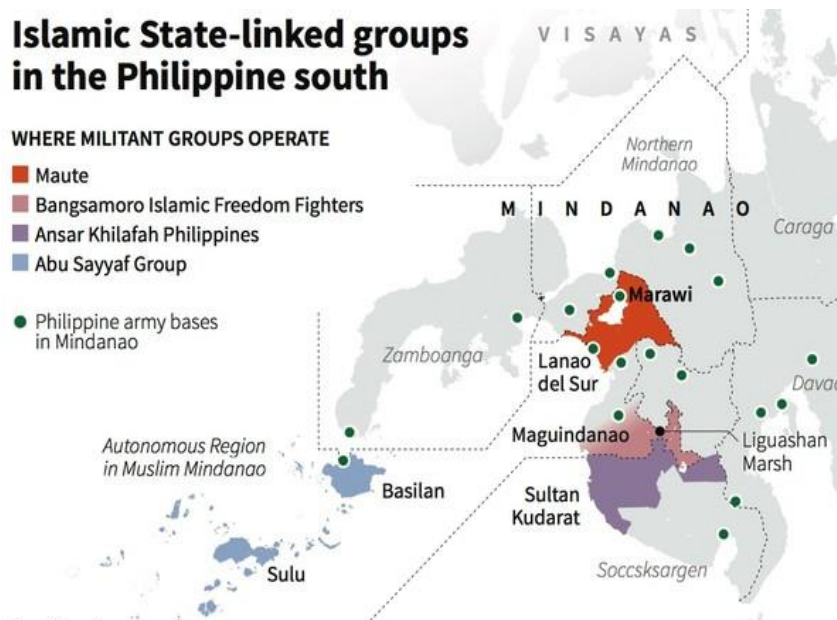 Islamic State-linked groups
in the Philippine south
WHERE MILITANT GROUPS OPERATE
Maute
Bangsamoro Islamic Freedom Fighters
Ansar Khilafah Philippines
Abu Sayyaf Group
Philippine army bases
in Mindanao
VISAYAS
Northern
Mindanao
MINDANAO
Caraga
Marawi
Zamboanga
Lanao
del Sur
Davao
Maguindanao
Liguashan
Marsh
Autonomous Region
in Muslim Mindanao
Basilan
Sultan
Kudarat
Sulu
Soccsksargen